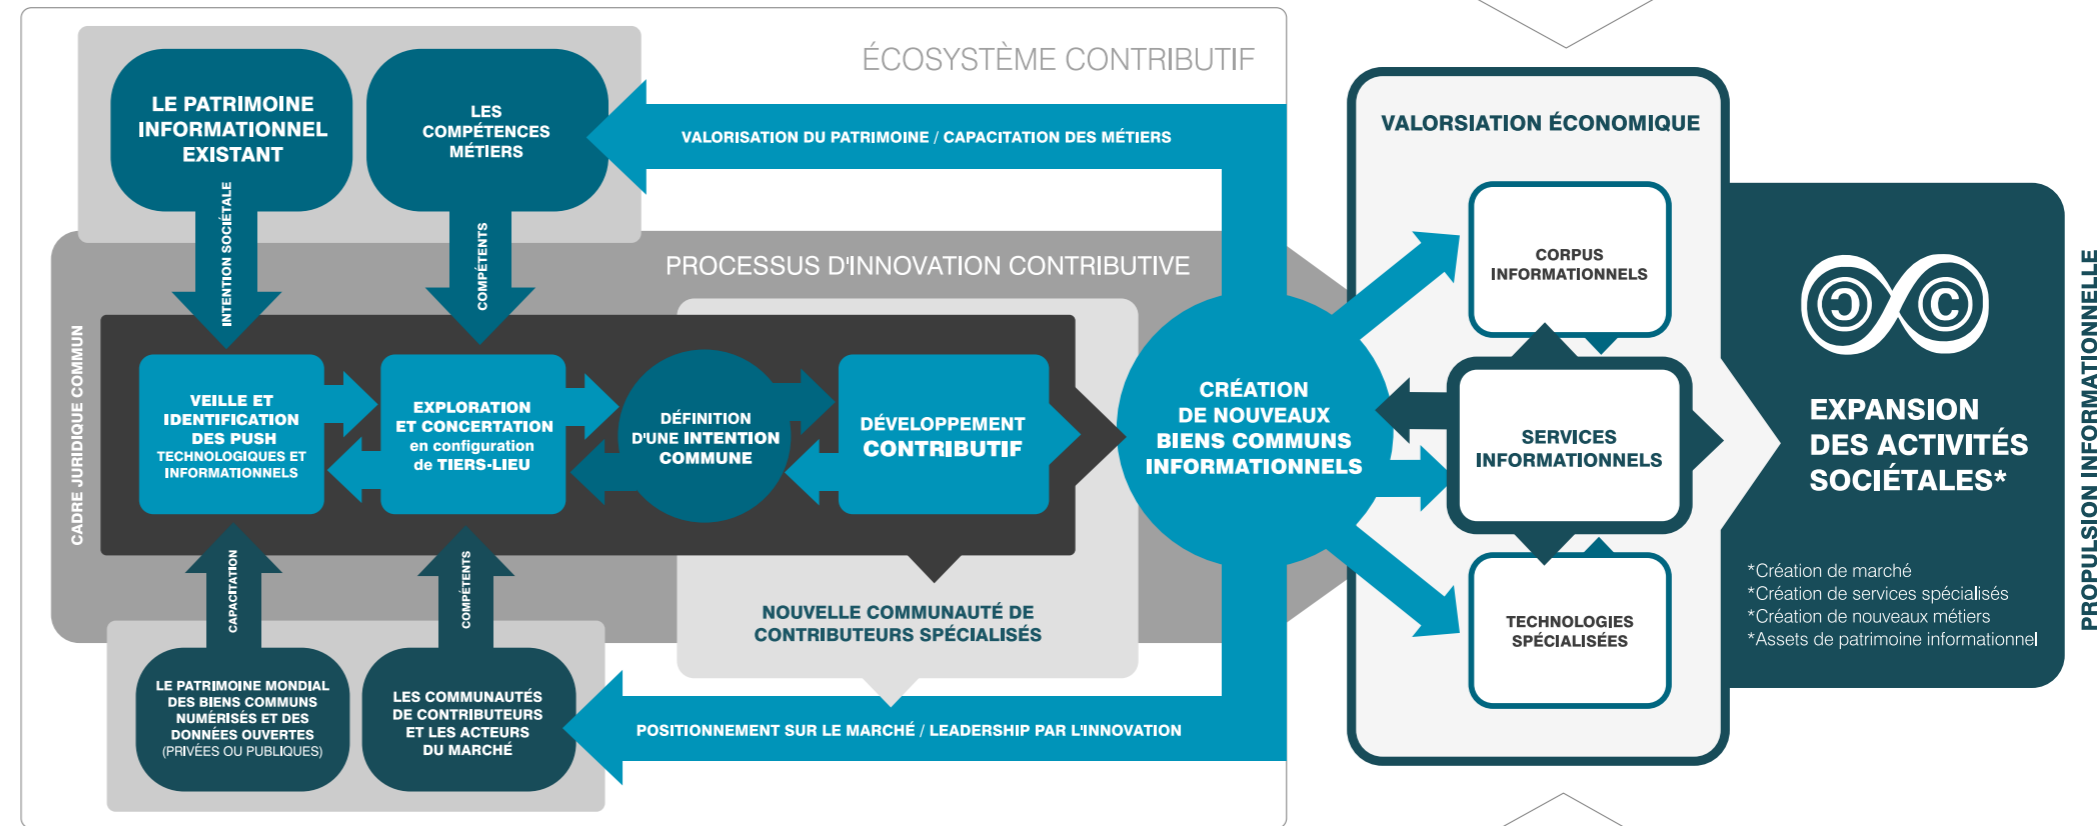 ÉCOSYSTÈME CONTRIBUTIF
LE PATRIMOINE
INFORMATIONNEL
EXISTANT
LES
COMPÉTENCES
MÉTIERS
VALORISATION DU PATRIMOINE / CAPACITATION DES MÉTIERS
INTENTION SOCIÉTALE
COMPÉTENTS
PROCESSUS D'INNOVATION CONTRIBUTIVE
CADRE JURIDIQUE COMMUN
VEILLE ET
IDENTIFICATION
DES PUSH
TECHNOLOGIQUES ET
INFORMATIONNELS
EXPLORATION
ET CONCERTATION
en configuration
de TIERS-LIEU
DÉFINITION
D'UNE INTENTION
COMMUNE
DÉVELOPPEMENT
CONTRIBUTIF
CRÉATION
DE NOUVEAUX
BIENS COMMUNS
INFORMATIONNELS
CAPACITATION
COMPÉTENTS
NOUVELLE COMMUNAUTÉ DE
CONTRIBUTEURS SPÉCIALISÉS
LE PATRIMOINE MONDIAL
DES BIENS COMMUNS
NUMÉRISÉS ET DES
DONNÉES OUVERTES
(PRIVÉES OU PUBLIQUES)
LES COMMUNAUTÉS
DE CONTRIBUTEURS
ET LES ACTEURS
DU MARCHÉ
POSITIONNEMENT SUR LE MARCHÉ / LEADERSHIP PAR L'INNOVATION
VALORSIATION ÉCONOMIQUE
CORPUS
INFORMATIONNELS
SERVICES
INFORMATIONNELS
TECHNOLOGIES
SPÉCIALISÉES
EXPANSION
DES ACTIVITÉS
SOCIÉTALES*
*Création de marché
*Création de services spécialisés
*Création de nouveaux métiers
*Assets de patrimoine informationnel
PROPULSION INFORMATIONNELLE